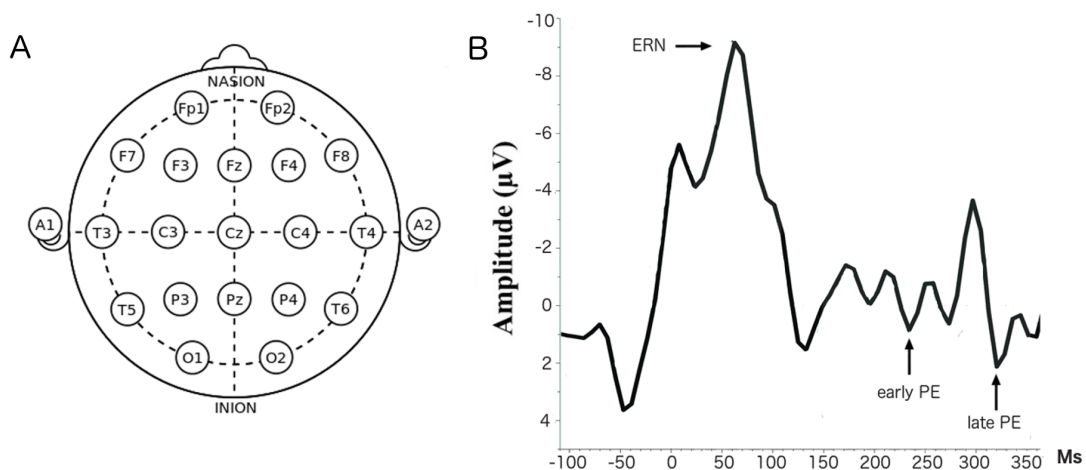 A
NASION
Fp1 Fp2
F7 F3 Fz F4 F8
A1 T3 C3 Cz C4 T4 A2
T5 P3 Pz P4 T6
O1 O2
INION
B
Amplitude (μV)
-10
-8
-6
-4
-2
0
2
4
ERN
early PE
late PE
-100 -50 0 50 100 150 200 250 300 350 Ms